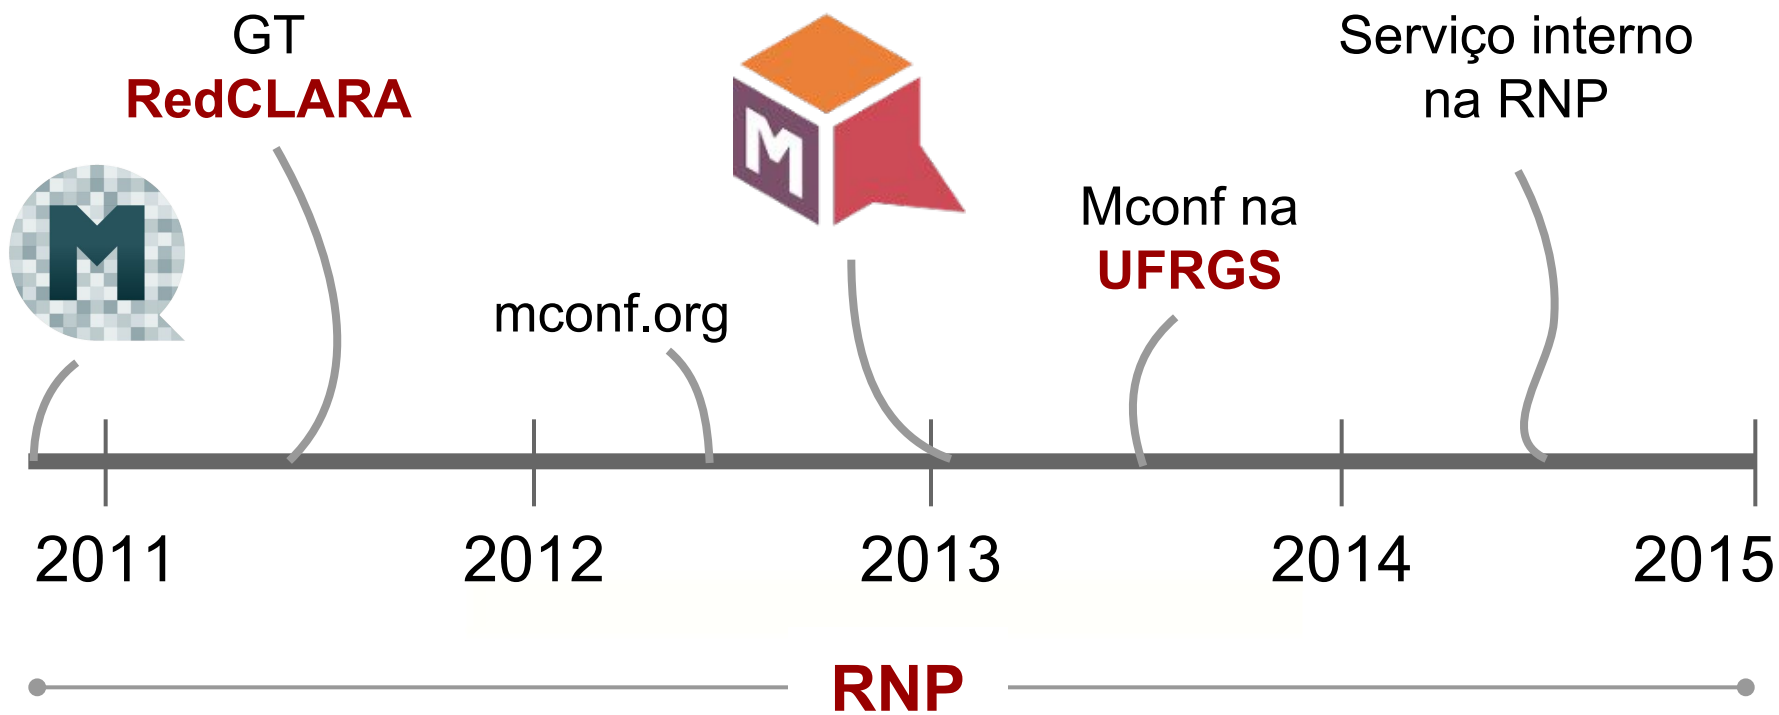 GT
RedCLARA
Serviço interno
na RNP
M
M
Mconf na
UFRGS
mconf.org
2011
2012
2013
2014
2015
RNP